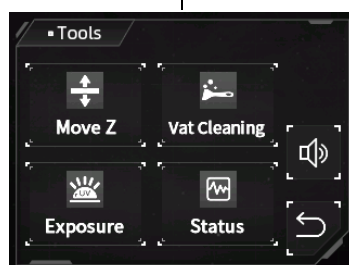 Tools
Move Z
Vat Cleaning
UV
Exposure
Status